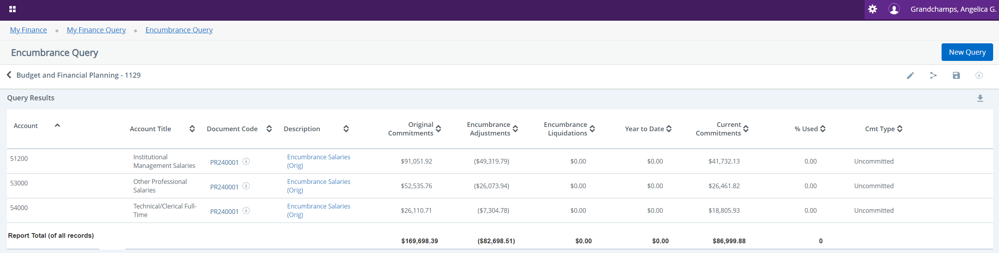 Grandchamps, Angelica G.
My Finance • My Finance Query • Encumbrance Query
Encumbrance Query
New Query
Budget and Financial Planning - 1129
Query Results
Account
Account Title
Document Code
Description
Original
Commitments
Encumbrance
Adjustments
Encumbrance
Liquidations
Year to Date
Current
Commitments
% Used
Cmt Type
51200
Institutional
Management Salaries
PR240001
Encumbrance Salaries
(Orig)
$91,051.92
($49,319.79)
$0.00
$0.00
$41,732.13
0.00
Uncommitted
53000
Other Professional
Salaries
PR240001
Encumbrance Salaries
(Orig)
$52,535.76
($26,073.94)
$0.00
$0.00
$26,461.82
0.00
Uncommitted
54000
Technical/Clerical Full-
Time
PR240001
Encumbrance Salaries
(Orig)
$26,110.71
($7,304.78)
$0.00
$0.00
$18,805.93
0.00
Uncommitted
Report Total (of all records)
$169,698.39
($82,698.51)
$0.00
$0.00
$86,999.88
0